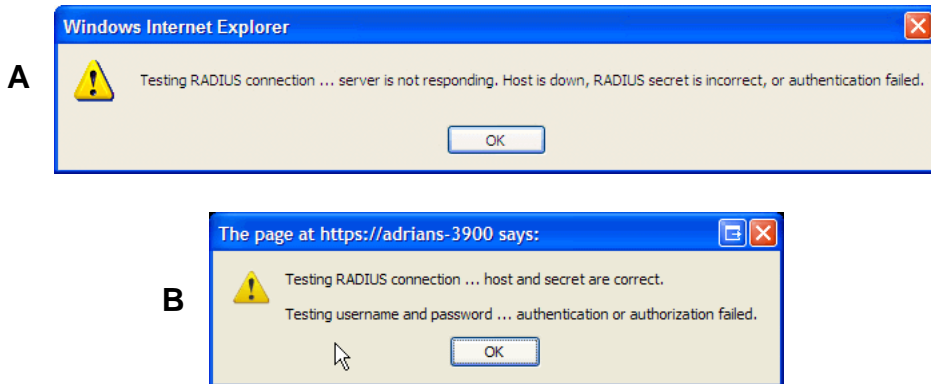 Windows Internet Explorer
A
Testing RADIUS connection ... server is not responding. Host is down, RADIUS secret is incorrect, or authentication failed.
OK
The page at https://adrians-3900 says:
Testing RADIUS connection ... host and secret are correct.
B
Testing username and password ... authentication or authorization failed.
OK